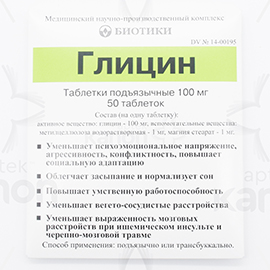 Медицинский научно-производственный комплекс
БИОТИКИ
DV № 14-00195
Глицин
Таблетки подъязычные 100 мг
50 таблеток
Состав (на одну таблетку):
активное вещество: глицин - 100 мг, вспомогательные вещества:
метилцеллюлоза водорастворимая - 1 мг, магния стеарат - 1 мг.
• Уменьшает психоэмоциональное напряжение,
агрессивность, конфликтность, повышает
социальную адаптацию
• Облегчает засыпание и нормализует сон
• Повышает умственную работоспособность
• Уменьшает вегето-сосудистые расстройства
• Уменьшает выраженность мозговых
расстройств при ишемическом инсульте и
черепно-мозговой травме
Способ применения: подъязычно или трансбуккально.